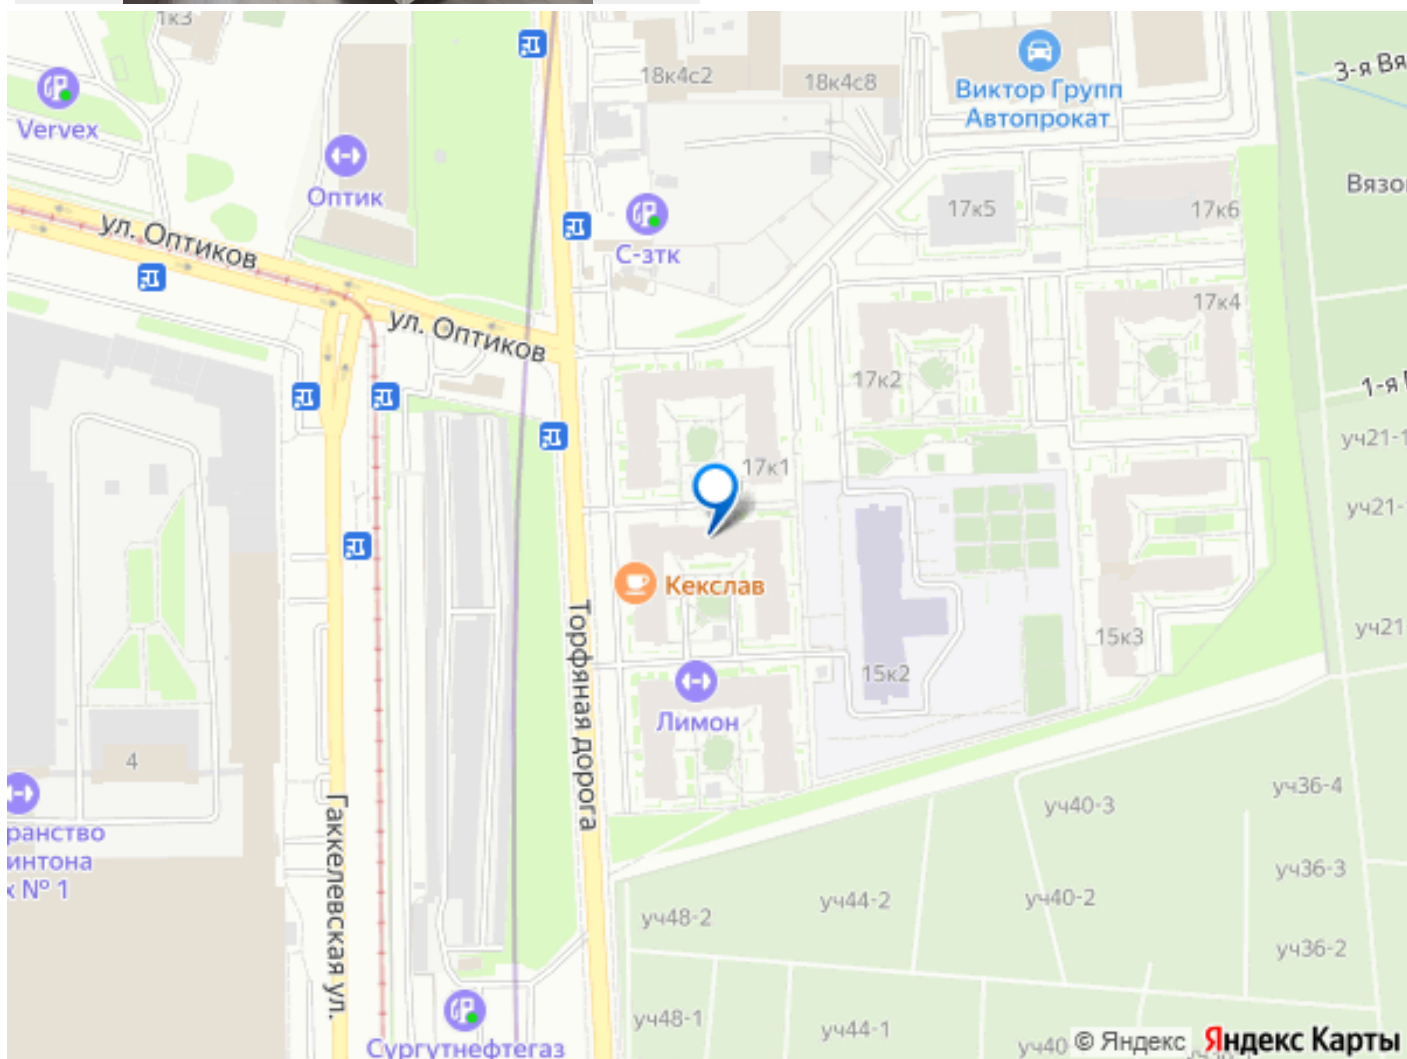 1к3
18к4с2
18к4с8
3-я Вя
Виктор Групп
Автопрокат
Vervex
Оптик
Вязо
17к5
17к6
ул. Оптиков
С-зтк
17к4
ул. Оптиков
17к2
1-я
уч21-1
17к1
уч21-
Кекслав
Торфяная дорога
уч21
15к3
15к2
Лимон
4
уч36-4
уч40-3
Гаккелевская ул.
ранство
интона
х № 1
уч36-3
уч44-2
уч40-2
уч48-2
уч36-2
уч48-1
уч44-1
уч40
Сургутнефтегаз
© Яндекс Яндекс Карты